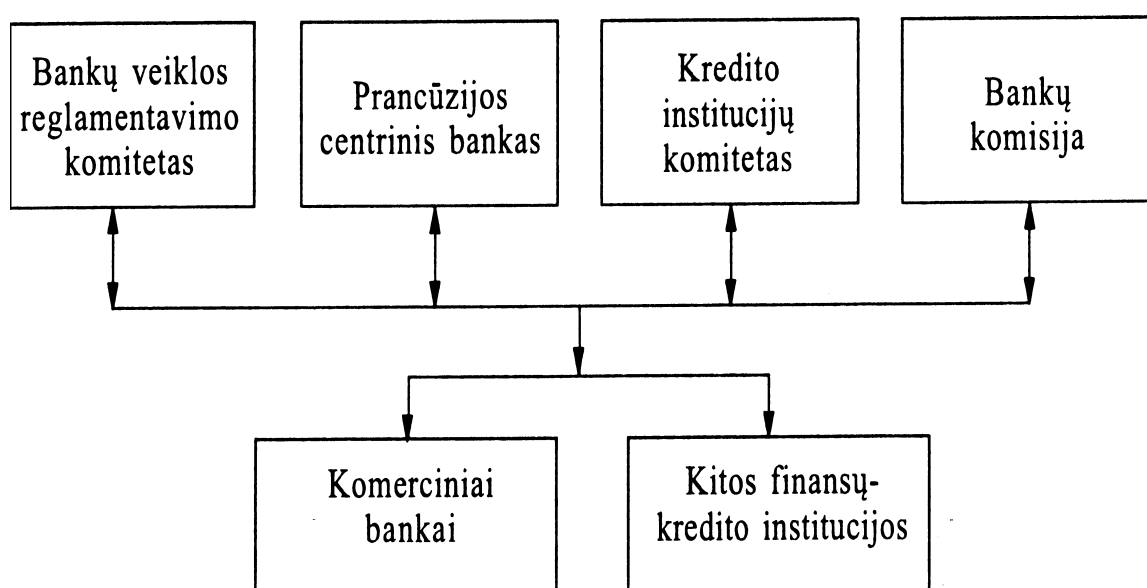 Bankų veiklos
reglamentavimo
komitetas
Prancūzijos
centrinis bankas
Kredito
institucijų
komitetas
Bankų
komisija
Komerciniai
bankai
Kitos finansų-
kredito institucijos